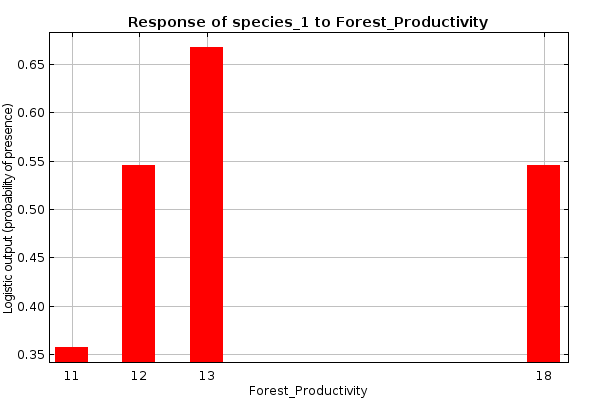 Response of species_1 to Forest_Productivity
Logistic output (probability of presence)
0.65
0.60
0.55
0.50
0.45
0.40
0.35
11 12 13 18
Forest_Productivity